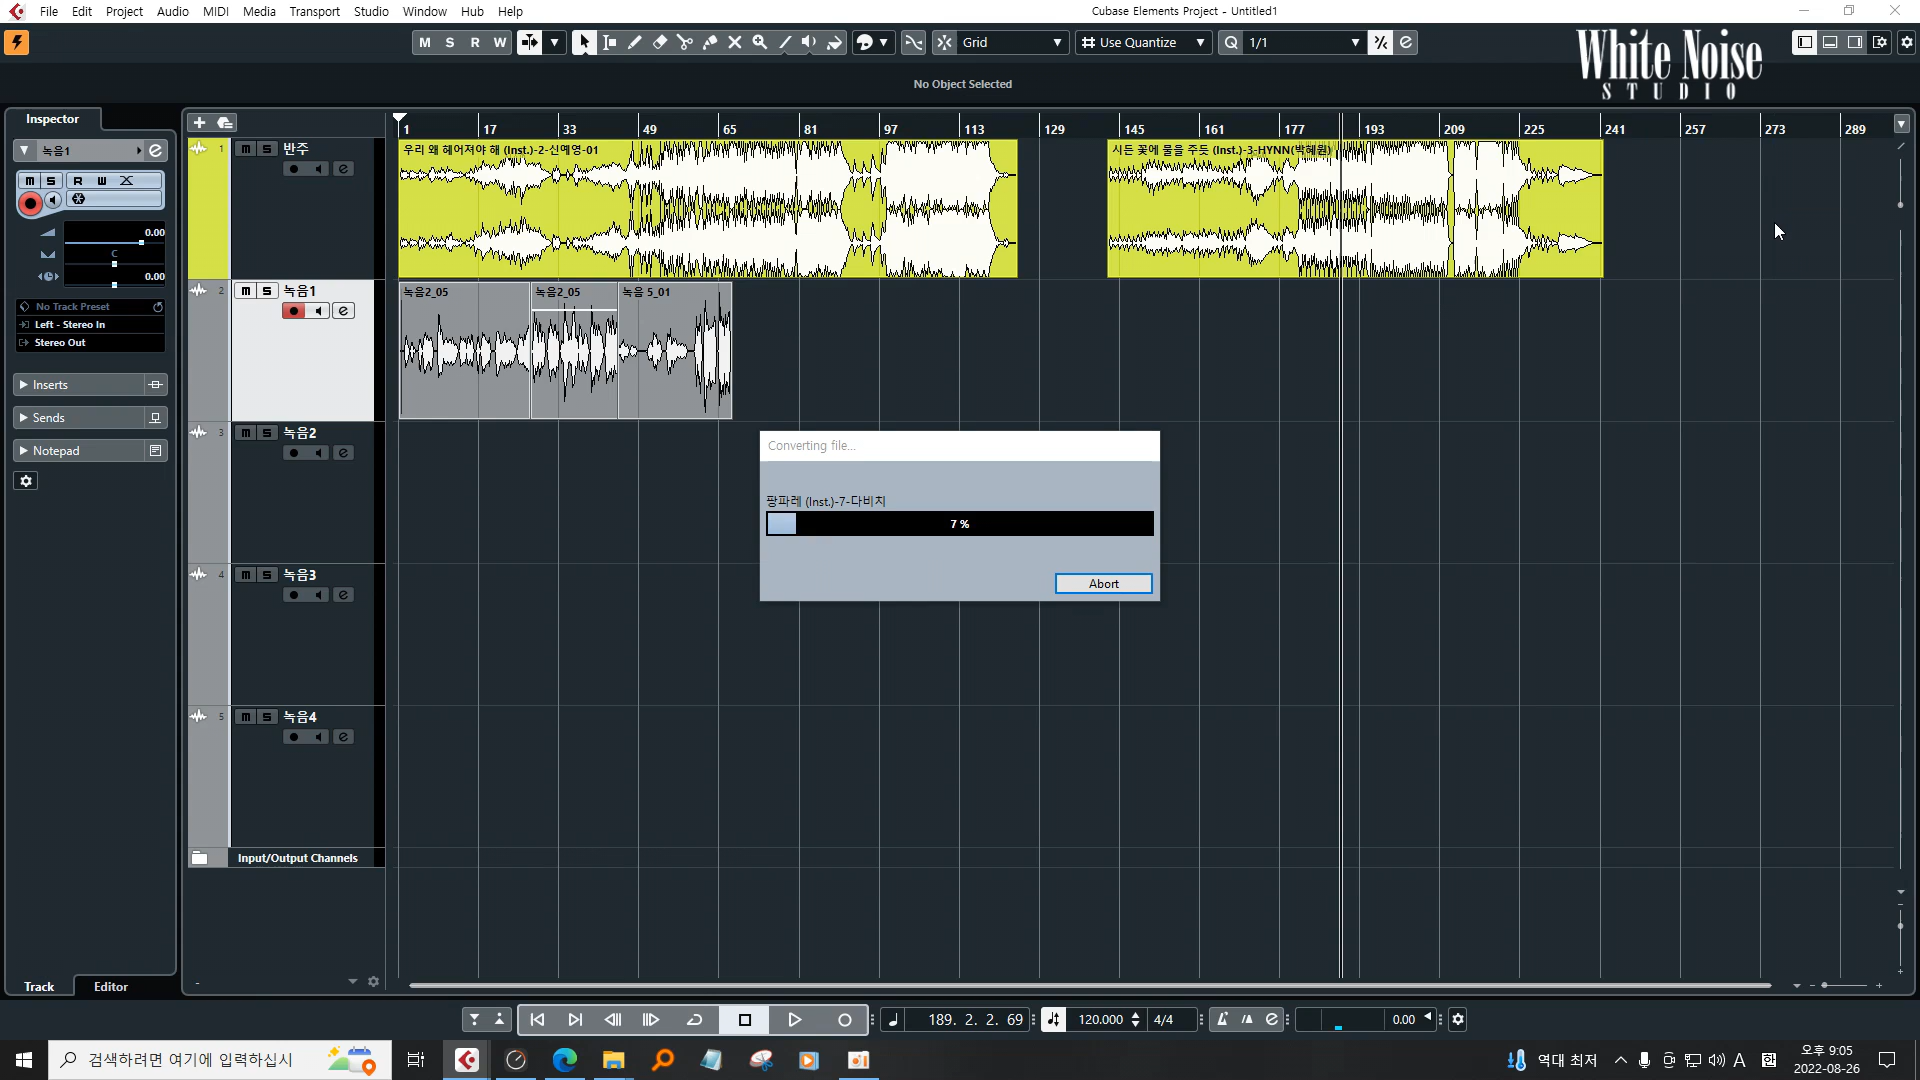 File Edit Project Audio MIDI Media Transport Studio Window Hub Help
Cubase Elements Project - Untitled1
M S R W
Grid
Use Quantize
Q 1/1
White Noise
STUDIO
No Object Selected
Inspector
1 17 33 49 65 81 97 113 129 145 161 177 193 209 225 241 257 273 289
녹음1
m S R W
0.00
C
0.00
No Track Preset
Left - Stereo In
Stereo Out
Inserts
Sends
Notepad
1 m S 반주
우리 왜 헤어져야 해 (Inst.)-2-신예영-01
시든 꽃에 물을 주듯 (Inst.)-3-HYNN(박혜원)
2 m S 녹음1
녹음2_05
녹음2_05
녹음 5_01
3 m S 녹음2
4 m S 녹음3
5 m S 녹음4
Input/Output Channels
Converting file...
팡파레 (Inst.)-7-다비치
7 %
Abort
Track Editor
189. 2. 2. 69
120.000
4/4
0.00
검색하려면 여기에 입력하십시
역대 최저
A
오후 9:05
2022-08-26